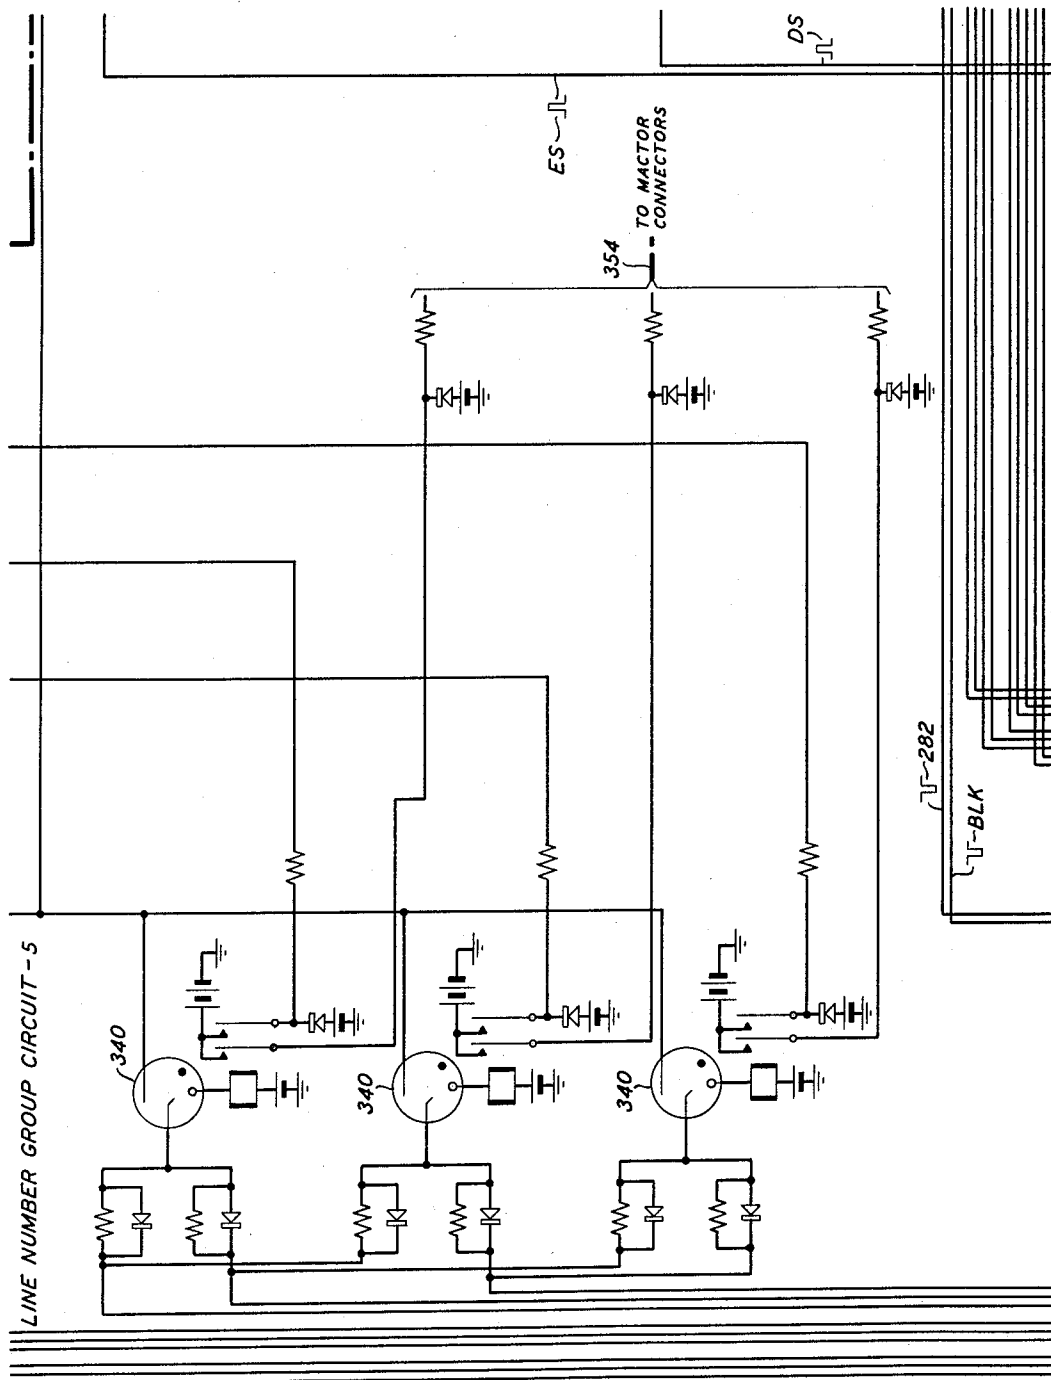 LINE NUMBER GROUP CIRCUIT-5
340
340
340
354
TO MACTOR
CONNECTORS
ES
DS
282
BLK